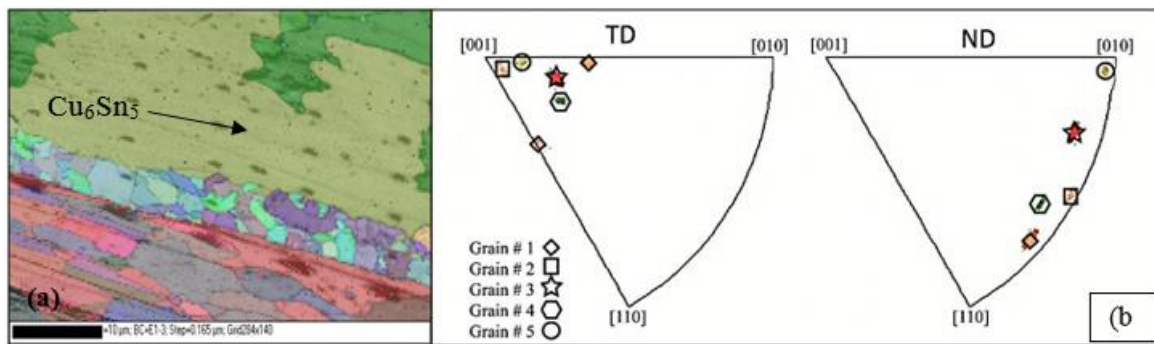 Cu₆Sn₅
(a)
=10 µm; BC+E1-3; Step=0.165 µm; Grid284x140
TD
[001]
[010]
[110]
ND
[001]
[010]
[110]
Grain # 1
Grain # 2
Grain # 3
Grain # 4
Grain # 5
(b